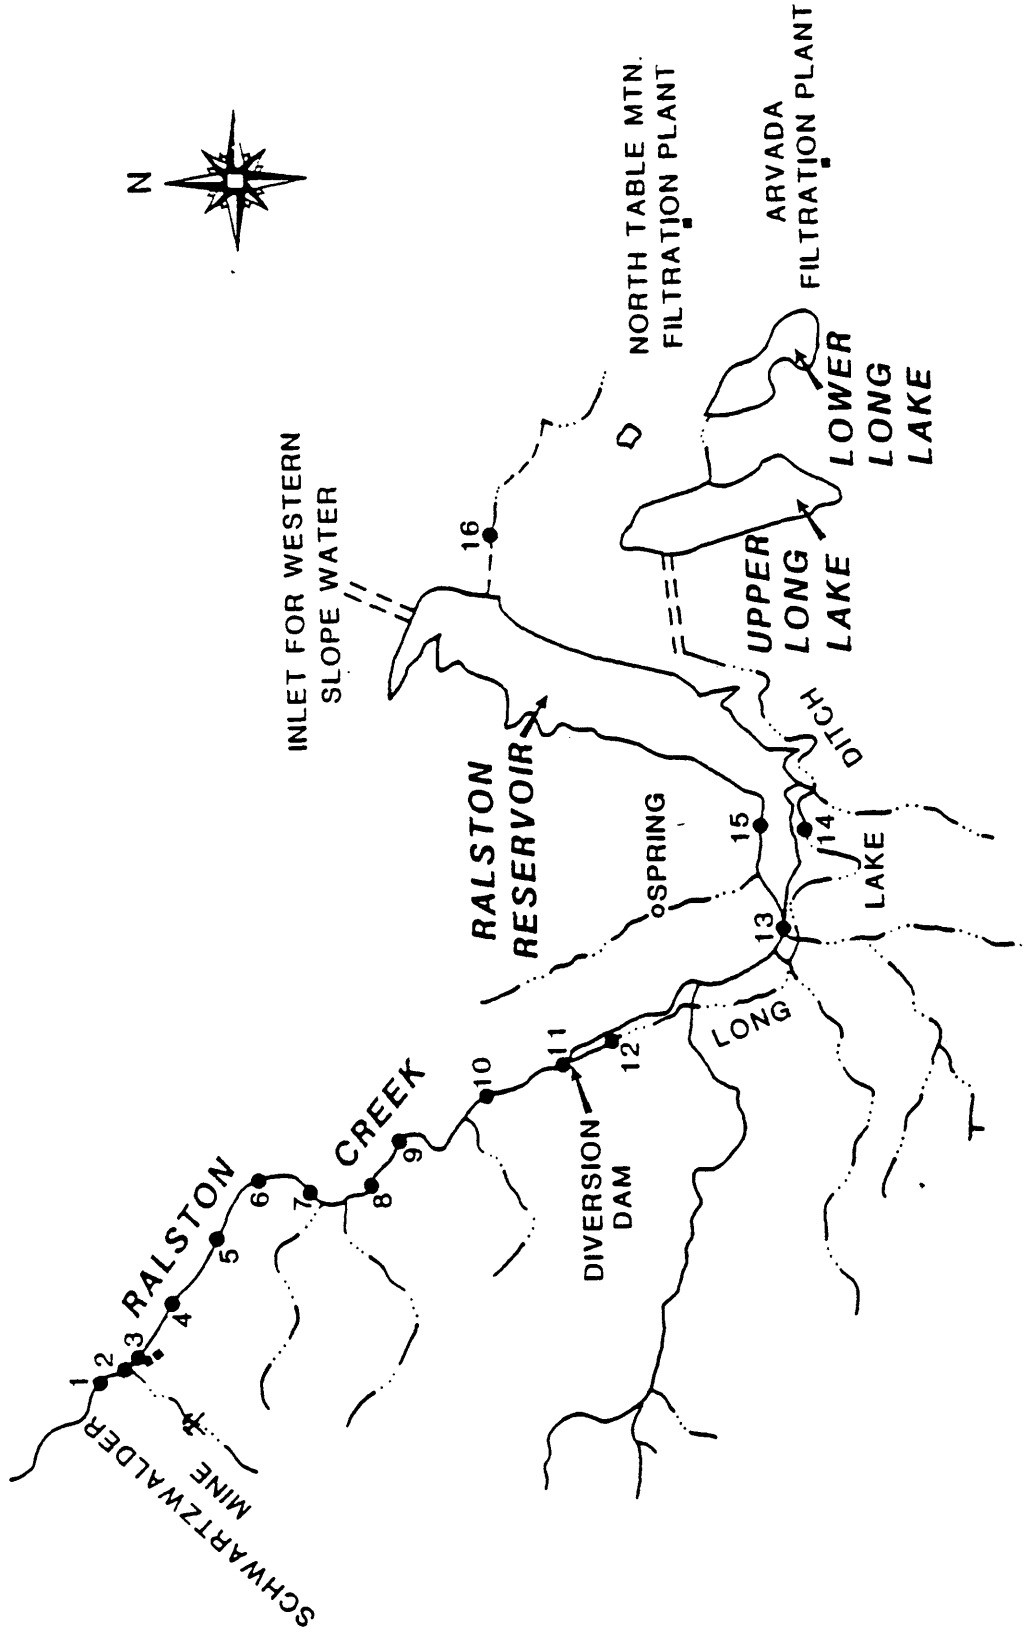 N
INLET FOR WESTERN
SLOPE WATER
NORTH TABLE MTN.
FILTRATION PLANT
ARVADA
FILTRATION PLANT
LOWER
LONG
LAKE
UPPER
LONG
LAKE
RALSTON
RESERVOIR
SPRING
LONG
LAKE
DITCH
RALSTON
CREEK
DIVERSION
DAM
SCHWARTZWALDER
MINE
1
2
3
4
5
6
7
8
9
10
11
12
13
14
15
16